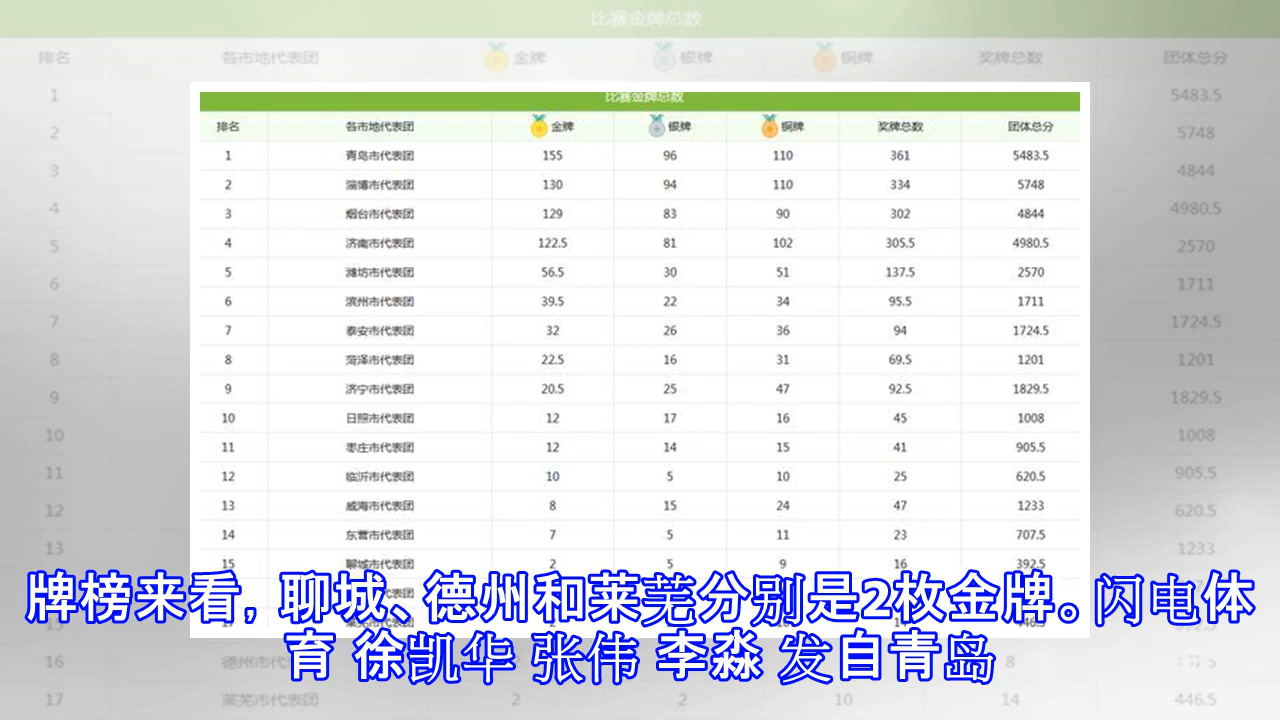 比赛金牌总数
排名 各市地代表团 金牌 银牌 铜牌 奖牌总数 团体总分
1 青岛市代表团 155 96 110 361 5483.5
2 淄博市代表团 130 94 110 334 5748
3 烟台市代表团 129 83 90 302 4844
4 济南市代表团 122.5 81 102 305.5 4980.5
5 潍坊市代表团 56.5 30 51 137.5 2570
6 滨州市代表团 39.5 22 34 95.5 1711
7 泰安市代表团 32 26 36 94 1724.5
8 菏泽市代表团 22.5 16 31 69.5 1201
9 济宁市代表团 20.5 25 47 92.5 1829.5
10 日照市代表团 12 17 16 45 1008
11 枣庄市代表团 12 14 15 41 905.5
12 临沂市代表团 10 5 10 25 620.5
13 威海市代表团 8 15 24 47 1233
14 东营市代表团 7 5 11 23 707.5
15 聊城市代表团 2 5 9 16 392.5
牌榜来看,聊城、德州和莱芜分别是2枚金牌。闪电体
育 徐凯华 张伟 李淼 发自青岛
16 德州市代
17 莱芜市代表团 2 2 10 14 446.5